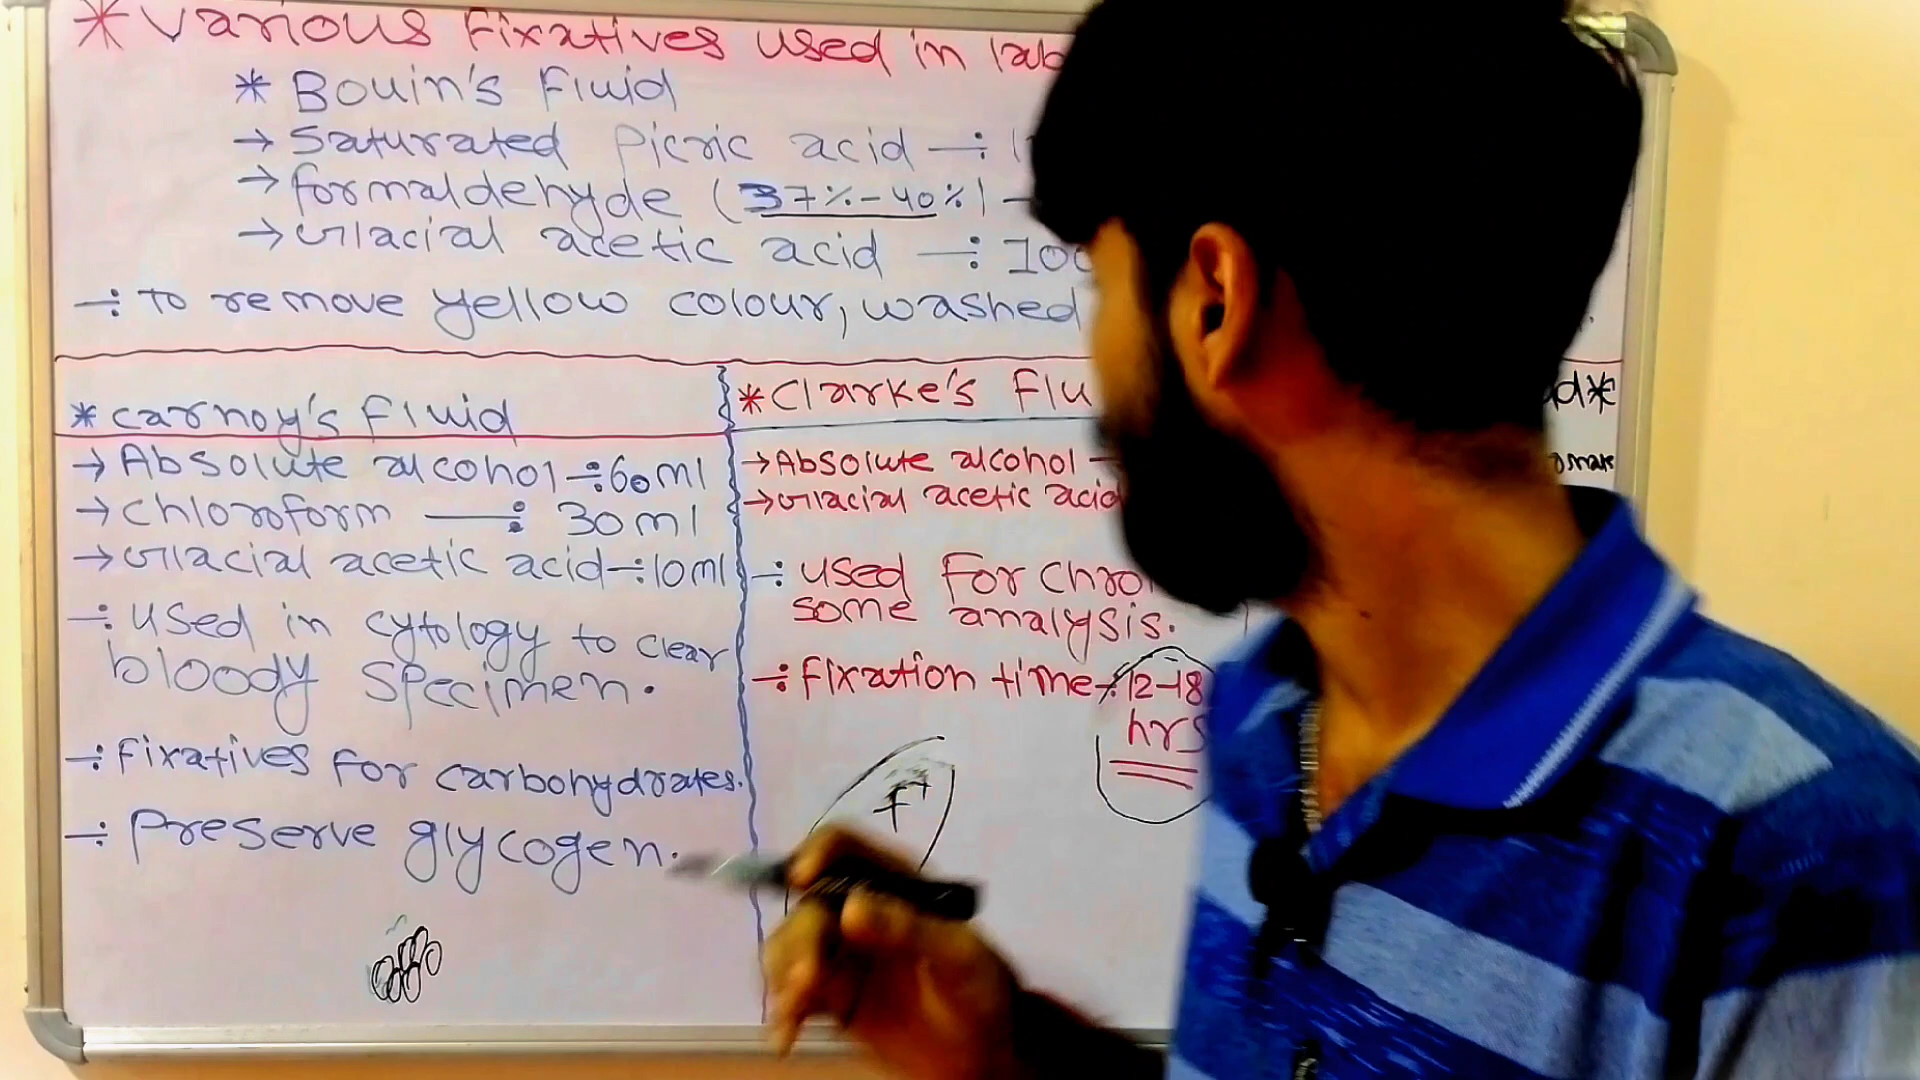 * Various Fixatives used in lab
* Bouin's Fluid
→ Saturated Picric acid -:
→ formaldehyde (37%-40%) -
→ Glacial acetic acid -: 100
-: to remove yellow colour, washed
* Carnoy's Fluid
→ Absolute alcohol -: 60ml
→ Chloroform -: 30ml
→ Glacial acetic acid -: 10ml
-: used in cytology to clear
bloody specimen.
-: Fixatives for carbohydrates.
-: Preserve glycogen.
* Clarke's Flu
→ Absolute alcohol -
→ Glacial acetic acid
-: used for chro
some analysis.
-: Fixation time -: 12-18
hrs